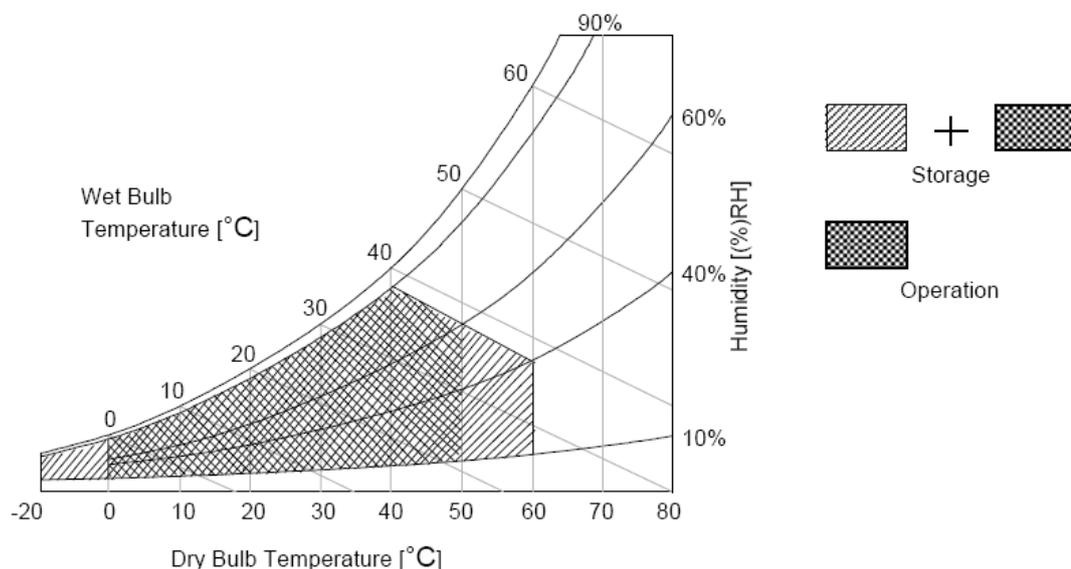 90%
60
60%
50
Wet Bulb
Temperature [°C]
40
40%
30
20
10
0
10%
Humidity [(%)RH]
-20 0 10 20 30 40 50 60 70 80
Dry Bulb Temperature [°C]
+
Storage
Operation